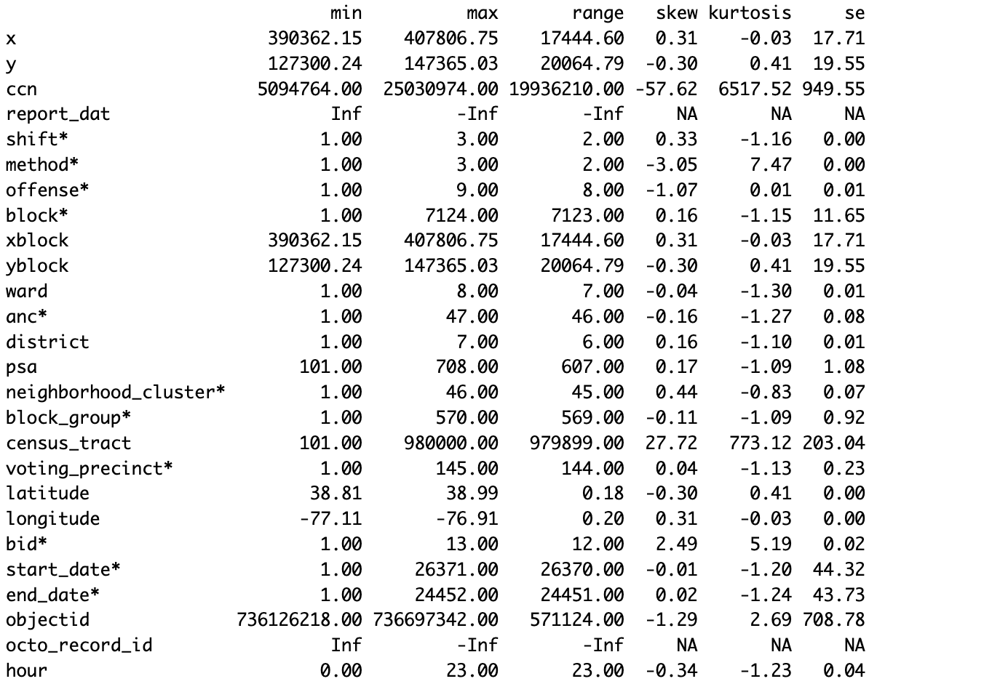 min max range skew kurtosis se
x 390362.15 407806.75 17444.60 0.31 -0.03 17.71
y 127300.24 147365.03 20064.79 -0.30 0.41 19.55
ccn 5094764.00 25030974.00 19936210.00 -57.62 6517.52 949.55
report_dat Inf -Inf -Inf NA NA NA
shift* 1.00 3.00 2.00 0.33 -1.16 0.00
method* 1.00 3.00 2.00 -3.05 7.47 0.00
offense* 1.00 9.00 8.00 -1.07 0.01 0.01
block* 1.00 7124.00 7123.00 0.16 -1.15 11.65
xblock 390362.15 407806.75 17444.60 0.31 -0.03 17.71
yblock 127300.24 147365.03 20064.79 -0.30 0.41 19.55
ward 1.00 8.00 7.00 -0.04 -1.30 0.01
anc* 1.00 47.00 46.00 -0.16 -1.27 0.08
district 1.00 7.00 6.00 0.16 -1.10 0.01
psa 101.00 708.00 607.00 0.17 -1.09 1.08
neighborhood_cluster* 1.00 46.00 45.00 0.44 -0.83 0.07
block_group* 1.00 570.00 569.00 -0.11 -1.09 0.92
census_tract 101.00 980000.00 979899.00 27.72 773.12 203.04
voting_precinct* 1.00 145.00 144.00 0.04 -1.13 0.23
latitude 38.81 38.99 0.18 -0.30 0.41 0.00
longitude -77.11 -76.91 0.20 0.31 -0.03 0.00
bid* 1.00 13.00 12.00 2.49 5.19 0.02
start_date* 1.00 26371.00 26370.00 -0.01 -1.20 44.32
end_date* 1.00 24452.00 24451.00 0.02 -1.24 43.73
objectid 736126218.00 736697342.00 571124.00 -1.29 2.69 708.78
octo_record_id Inf -Inf -Inf NA NA NA
hour 0.00 23.00 23.00 -0.34 -1.23 0.04